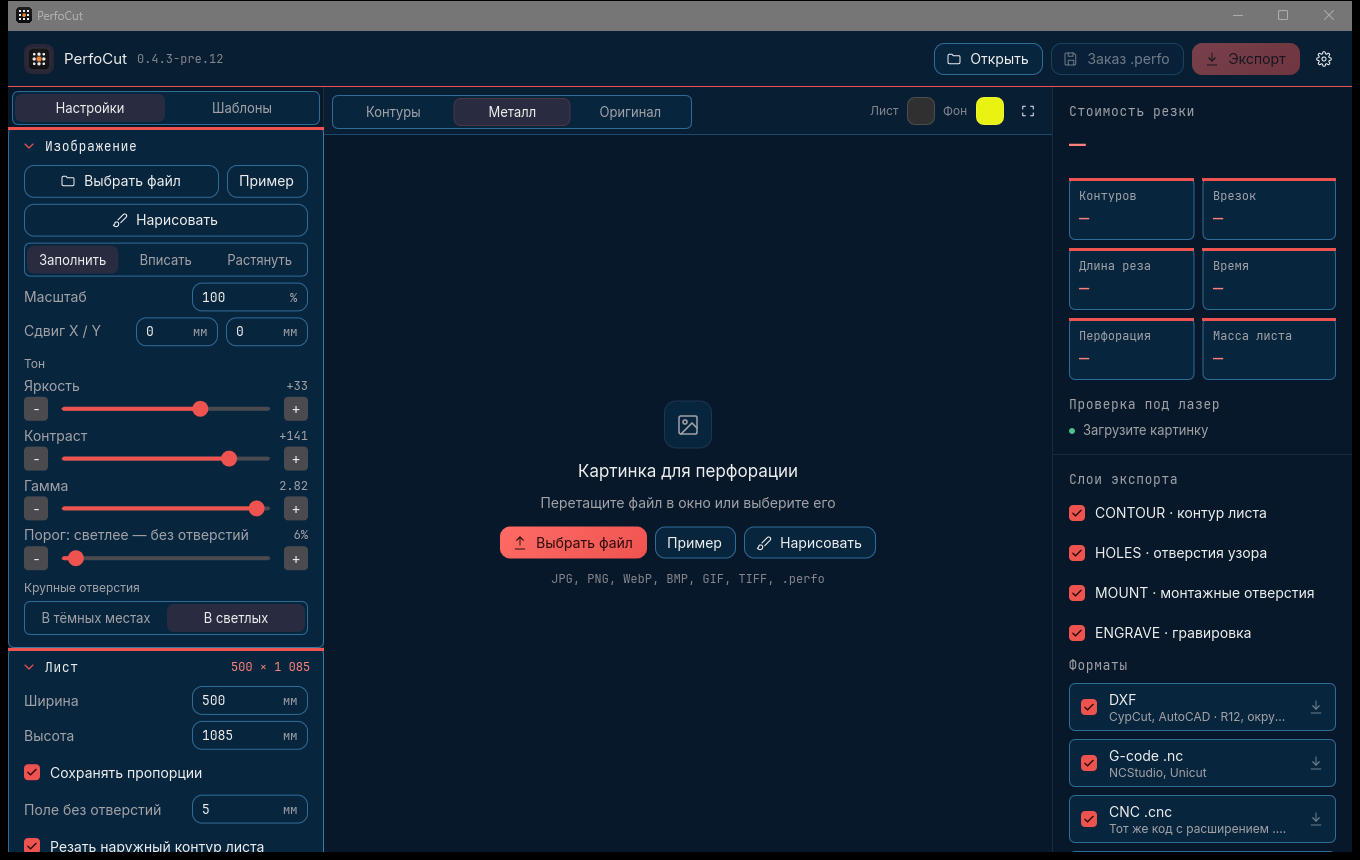 PerfoCut
PerfoCut 0.4.3-pre.12
Открыть
Заказ .perfo
Экспорт
Настройки
Шаблоны
Изображение
Выбрать файл
Пример
Нарисовать
Заполнить
Вписать
Растянуть
Масштаб
100 %
Сдвиг X / Y
0 мм
0 мм
Тон
Яркость +33
- +
Контраст +141
- +
Гамма 2.82
- +
Порог: светлее — без отверстий 6%
- +
Крупные отверстия
В тёмных местах
В светлых
Лист 500 × 1 085
Ширина 500 мм
Высота 1085 мм
Сохранять пропорции
Поле без отверстий 5 мм
Резать наружный контур листа
Контуры
Металл
Оригинал
Лист
Фон
Картинка для перфорации
Перетащите файл в окно или выберите его
Выбрать файл
Пример
Нарисовать
JPG, PNG, WebP, BMP, GIF, TIFF, .perfo
Стоимость резки
—
Контуров
—
Врезок
—
Длина реза
—
Время
—
Перфорация
—
Масса листа
—
Проверка под лазер
Загрузите картинку
Слои экспорта
CONTOUR · контур листа
HOLES · отверстия узора
MOUNT · монтажные отверстия
ENGRAVE · гравировка
Форматы
DXF
CypCut, AutoCAD · R12, окру...
G-code .nc
NCStudio, Unicut
CNC .cnc
Тот же код с расширением ....